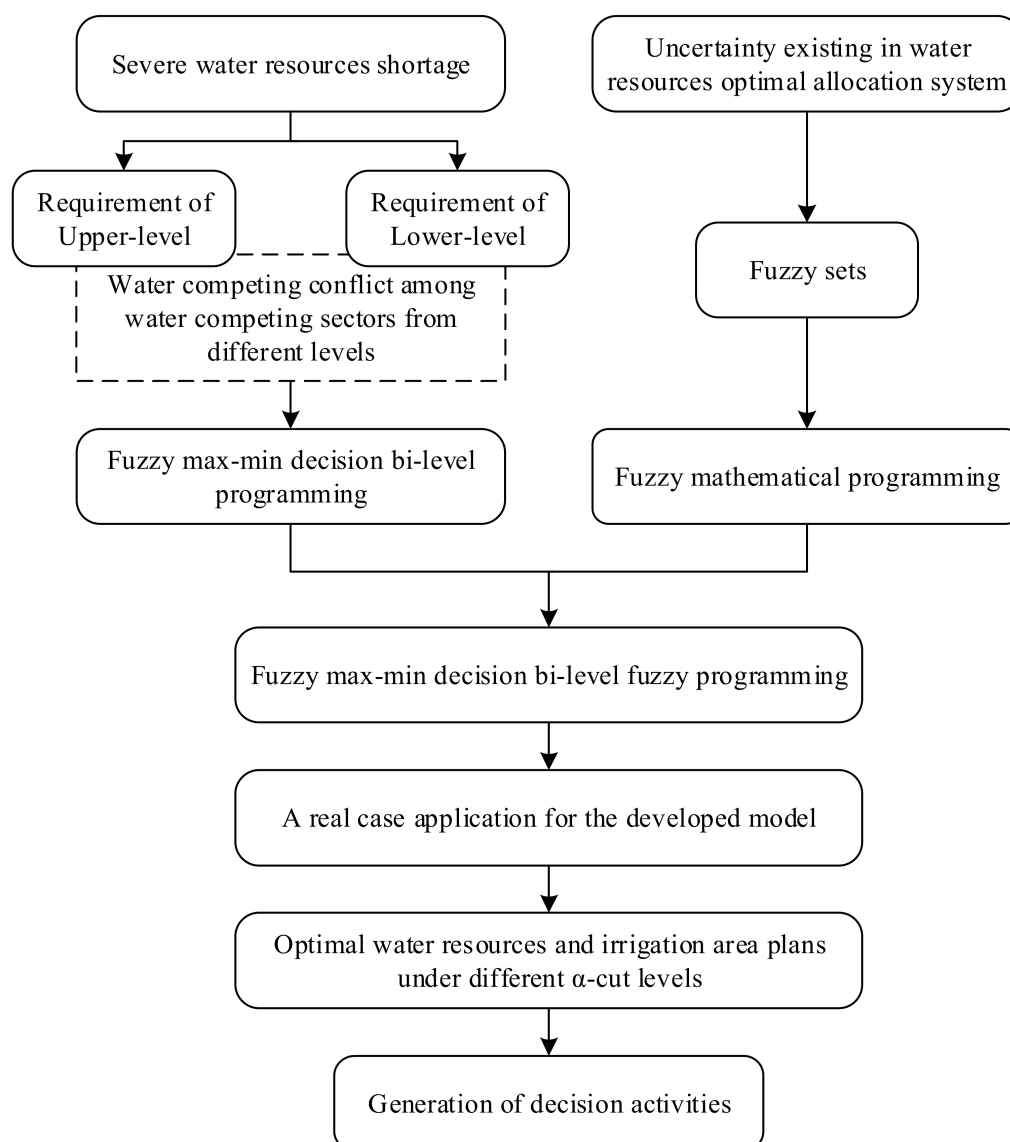 Severe water resources shortage
Uncertainty existing in water
resources optimal allocation system
Requirement of
Upper-level
Requirement of
Lower-level
Water competing conflict among
water competing sectors from
different levels
Fuzzy sets
Fuzzy max-min decision bi-level
programming
Fuzzy mathematical programming
Fuzzy max-min decision bi-level fuzzy programming
A real case application for the developed model
Optimal water resources and irrigation area plans
under different α-cut levels
Generation of decision activities